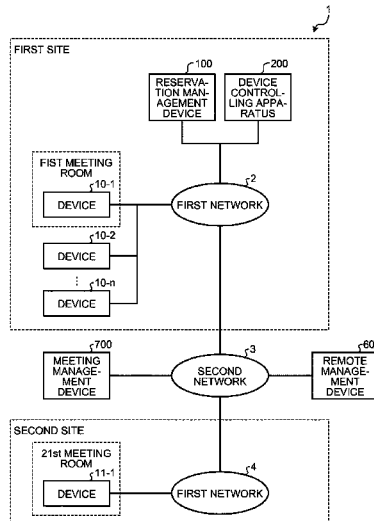 1
FIRST SITE
100
200
RESERVA-
TION MAN-
AGEMENT
DEVICE
DEVICE
CONTROL-
LING APPA-
RATUS
FIST MEETING
ROOM
10-1
DEVICE
2
FIRST NETWORK
10-2
DEVICE
10-n
DEVICE
700
MEETING
MANAGE-
MENT
DEVICE
3
SECOND
NETWORK
60
REMOTE
MANAGE-
MENT
DEVICE
SECOND SITE
21st MEETING
ROOM
11-1
DEVICE
4
FIRST NETWORK